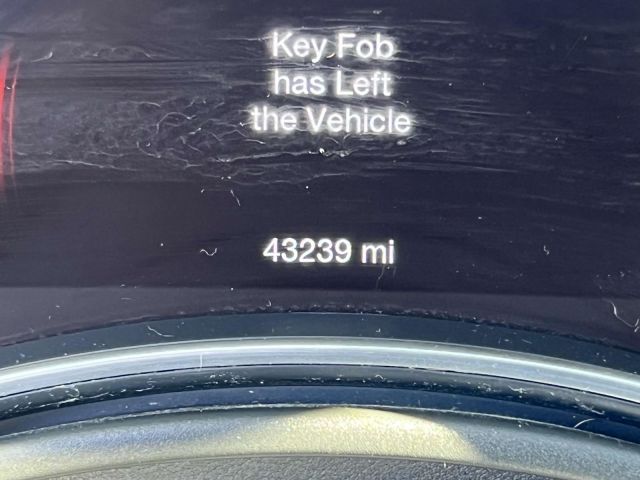 Key Fob
has Left
the Vehicle
43239 mi